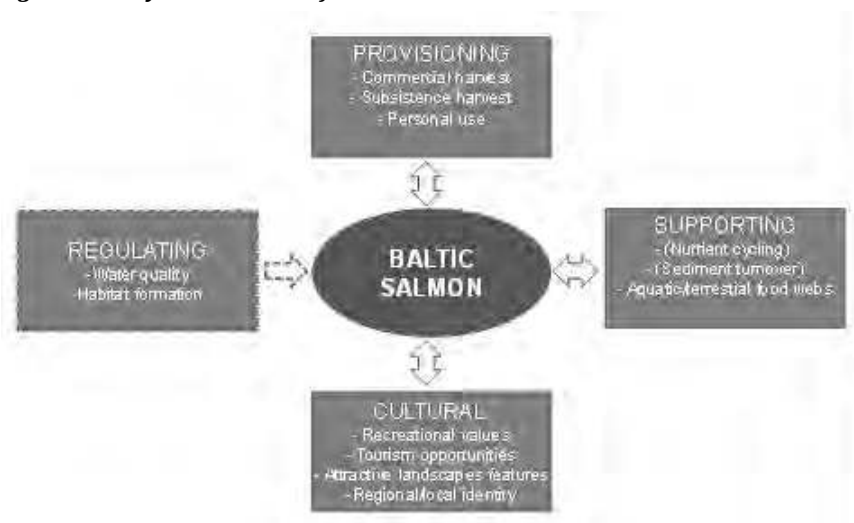 PROVISIONING
- Commercial harvest
- Subsistence harvest
- Personal use
REGULATING
- Water quality
- Habitat formation
BALTIC
SALMON
SUPPORTING
- (Nutrient cycling)
- (Sediment turnover)
- Aquatic/terrestrial food webs
CULTURAL
- Recreational values
- Tourism opportunities
- Attractive landscapes features
- Regional/local identity